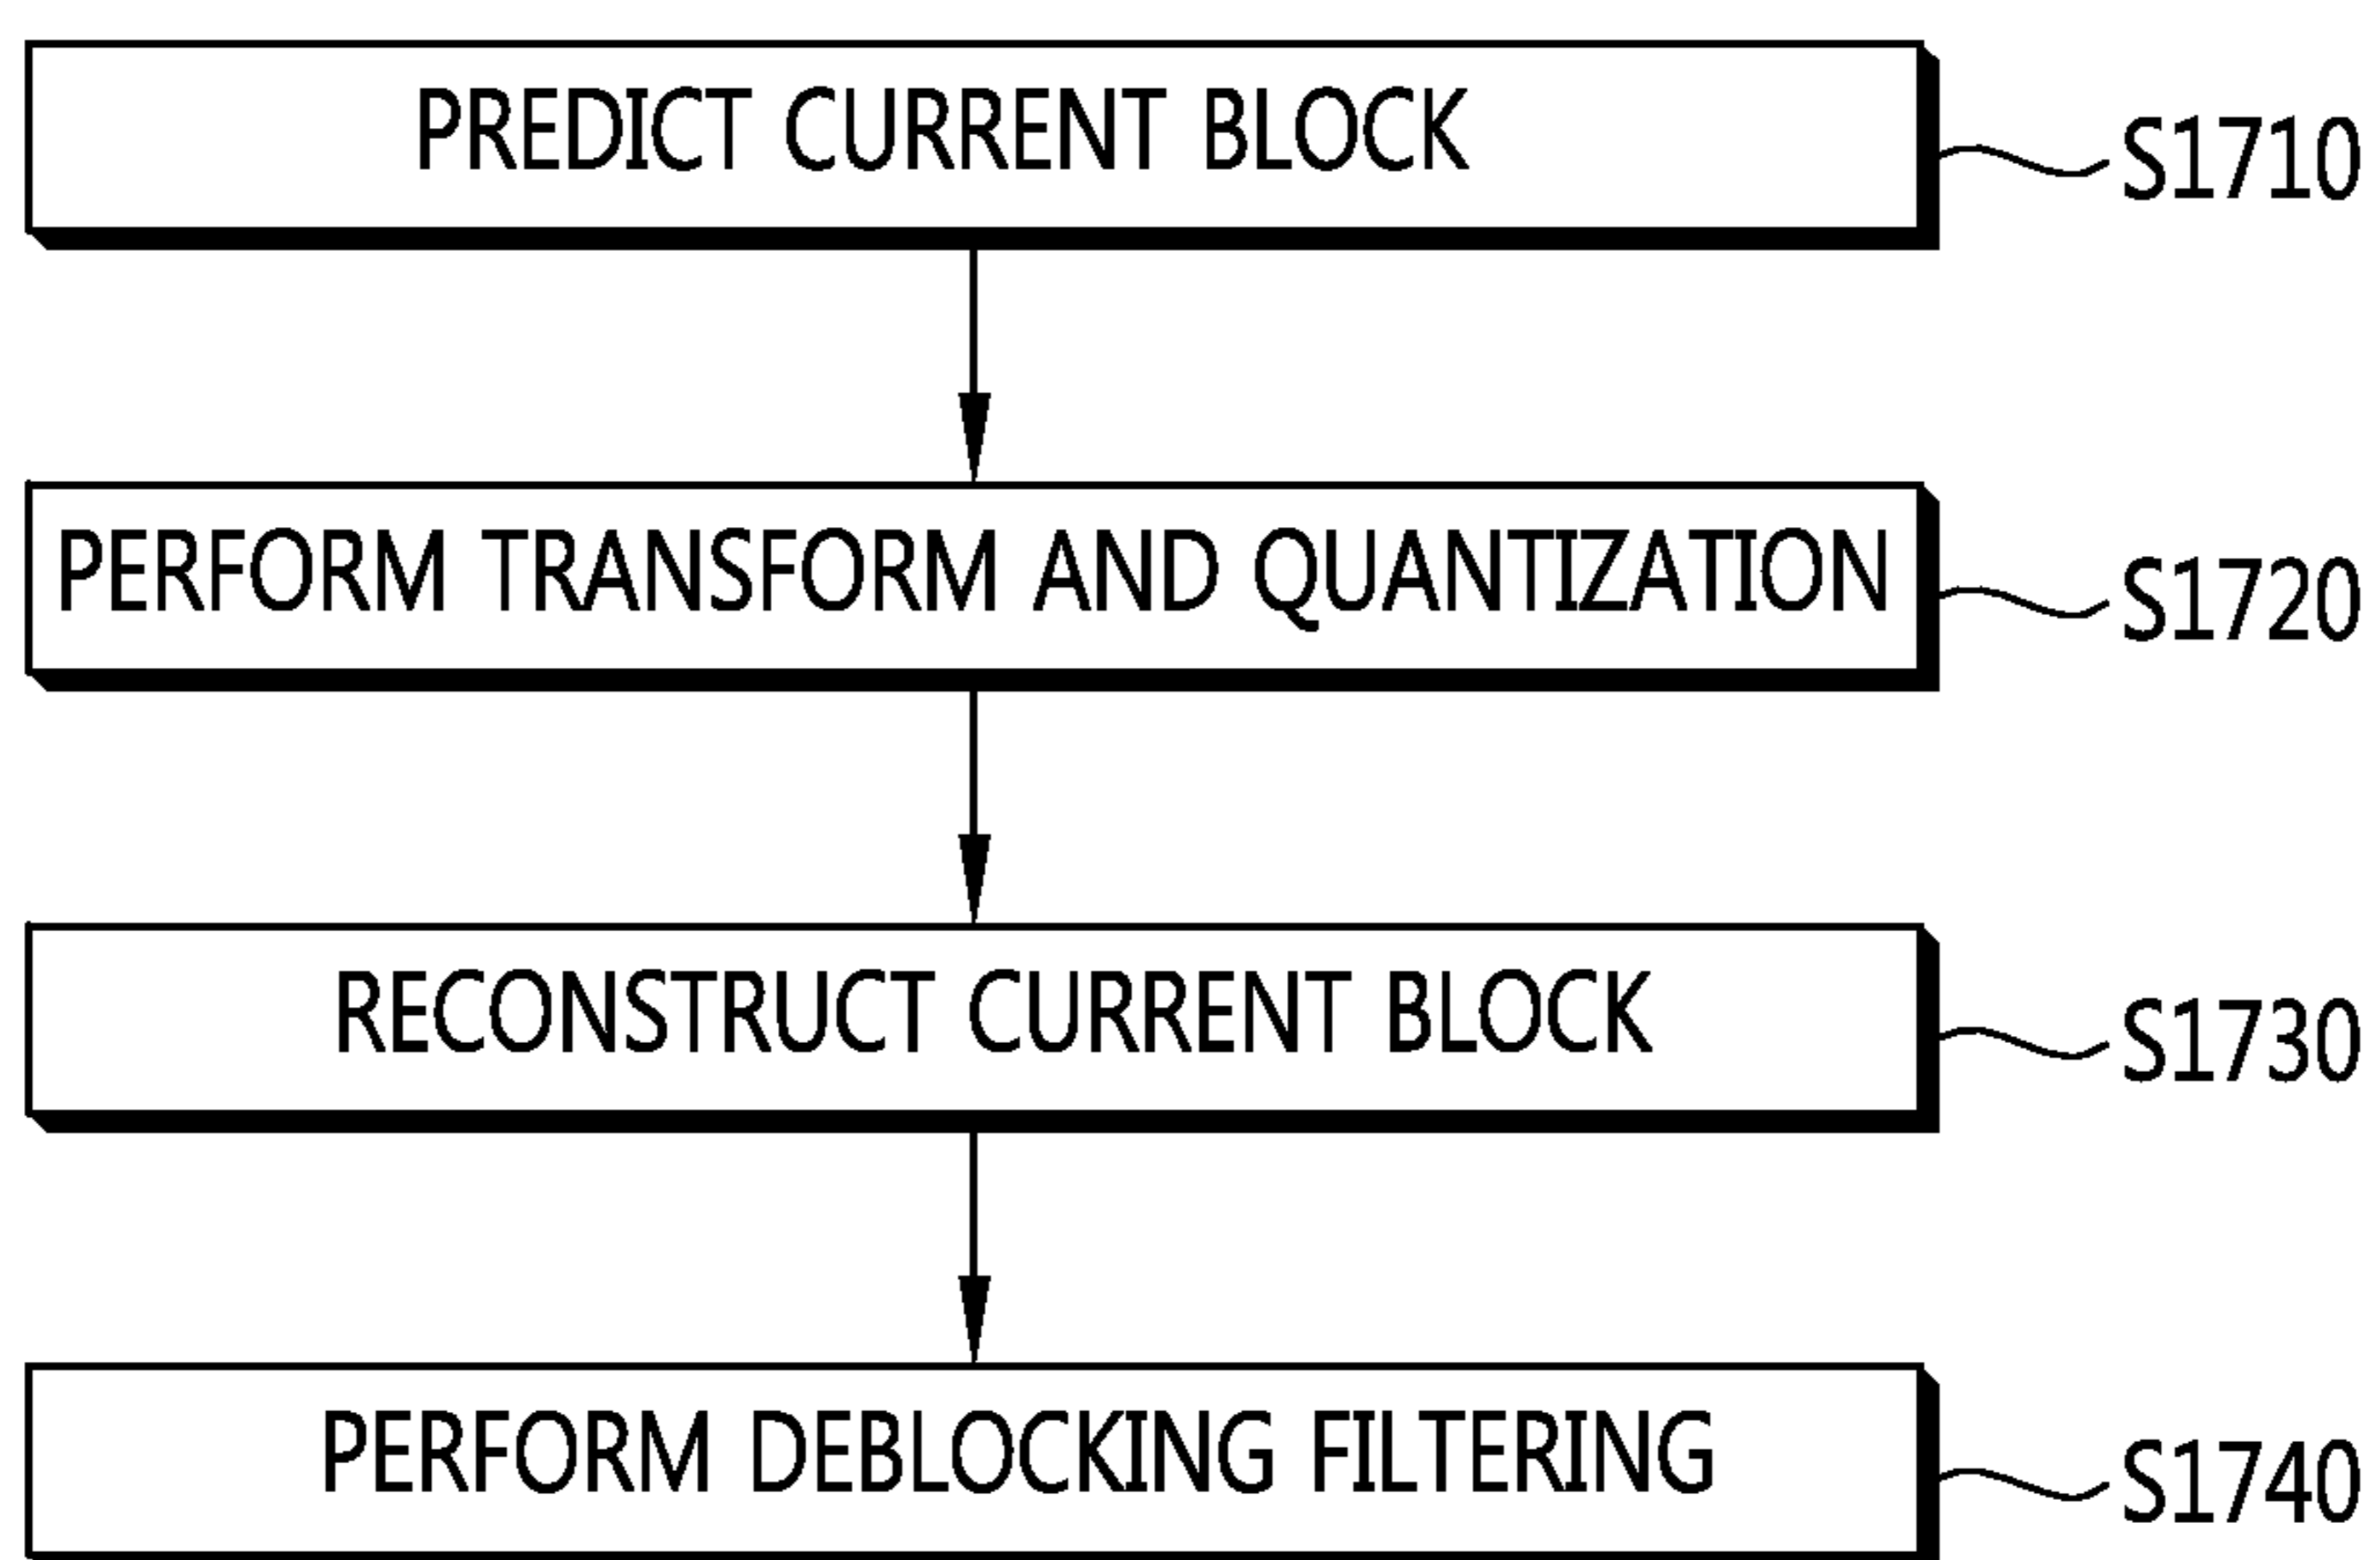 PREDICT CURRENT BLOCK
S1710
PERFORM TRANSFORM AND QUANTIZATION
S1720
RECONSTRUCT CURRENT BLOCK
S1730
PERFORM DEBLOCKING FILTERING
S1740